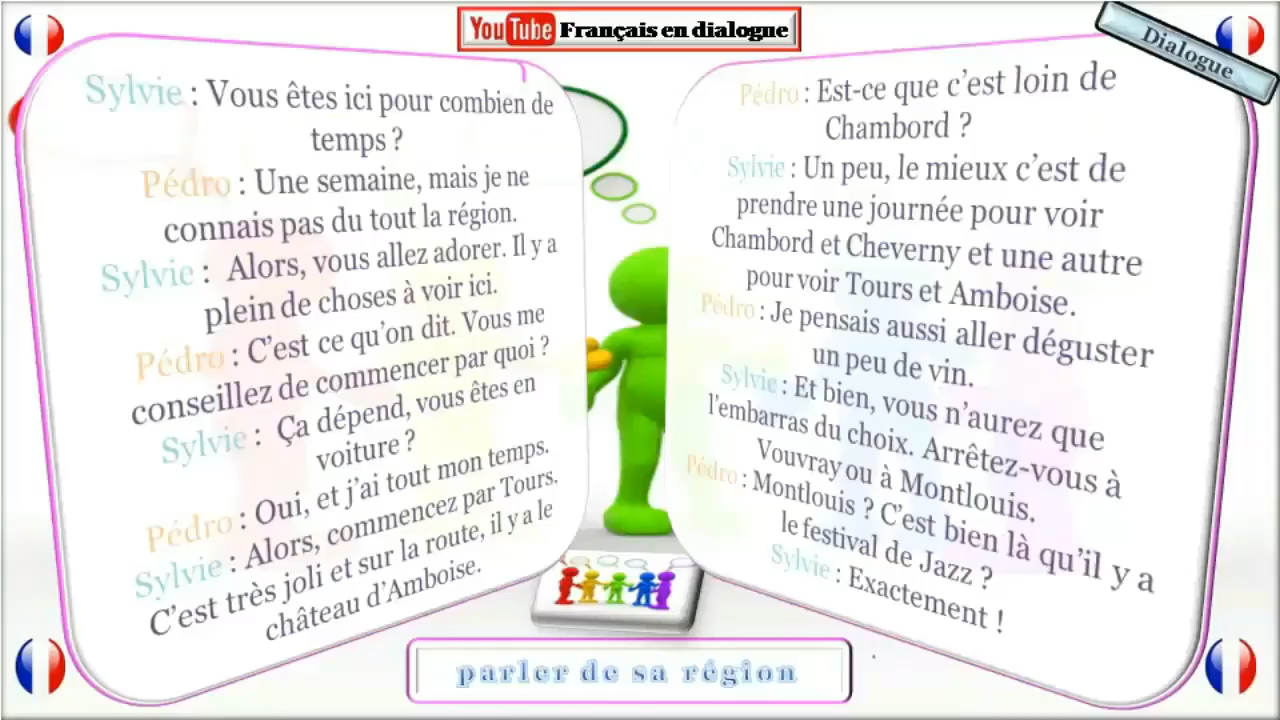 YouTube Français en dialogue
Dialogue
Sylvie : Vous êtes ici pour combien de
temps ?
Pédro : Une semaine, mais je ne
connais pas du tout la région.
Sylvie : Alors, vous allez adorer. Il y a
plein de choses à voir ici.
Pédro : C'est ce qu'on dit. Vous me
conseillez de commencer par quoi ?
Sylvie : Ça dépend, vous êtes en
voiture ?
Pédro : Oui, et j'ai tout mon temps.
Sylvie : Alors, commencez par Tours.
C'est très joli et sur la route, il y a le
château d'Amboise.
Pédro : Est-ce que c'est loin de
Chambord ?
Sylvie : Un peu, le mieux c'est de
prendre une journée pour voir
Chambord et Cheverny et une autre
pour voir Tours et Amboise.
Pédro : Je pensais aussi aller déguster
un peu de vin.
Sylvie : Et bien, vous n'aurez que
l'embarras du choix. Arrêtez-vous à
Vouvray ou à Montlouis.
Pédro : Montlouis ? C'est bien là qu'il y a
le festival de Jazz ?
Sylvie : Exactement !
parler de sa région